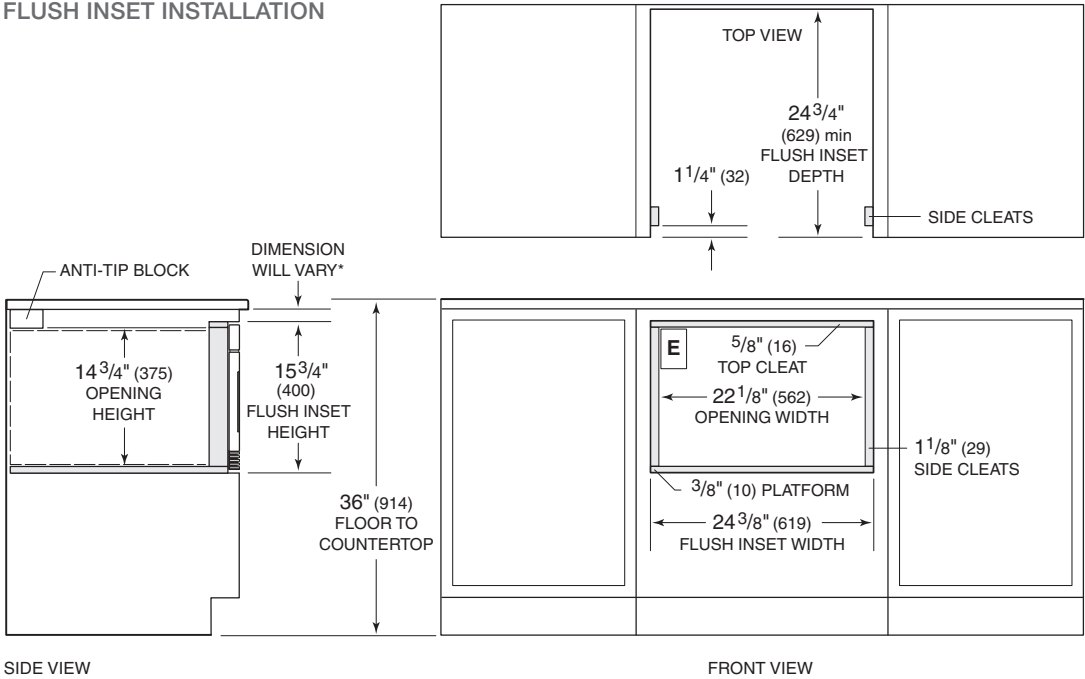 FLUSH INSET INSTALLATION
TOP VIEW
24 3/4"
(629) min
FLUSH INSET
DEPTH
1 1/4" (32)
SIDE CLEATS
DIMENSION
WILL VARY*
ANTI-TIP BLOCK
14 3/4" (375)
OPENING
HEIGHT
15 3/4"
(400)
FLUSH INSET
HEIGHT
36" (914)
FLOOR TO
COUNTERTOP
E
5/8" (16)
TOP CLEAT
22 1/8" (562)
OPENING WIDTH
1 1/8" (29)
SIDE CLEATS
3/8" (10) PLATFORM
24 3/8" (619)
FLUSH INSET WIDTH
SIDE VIEW
FRONT VIEW